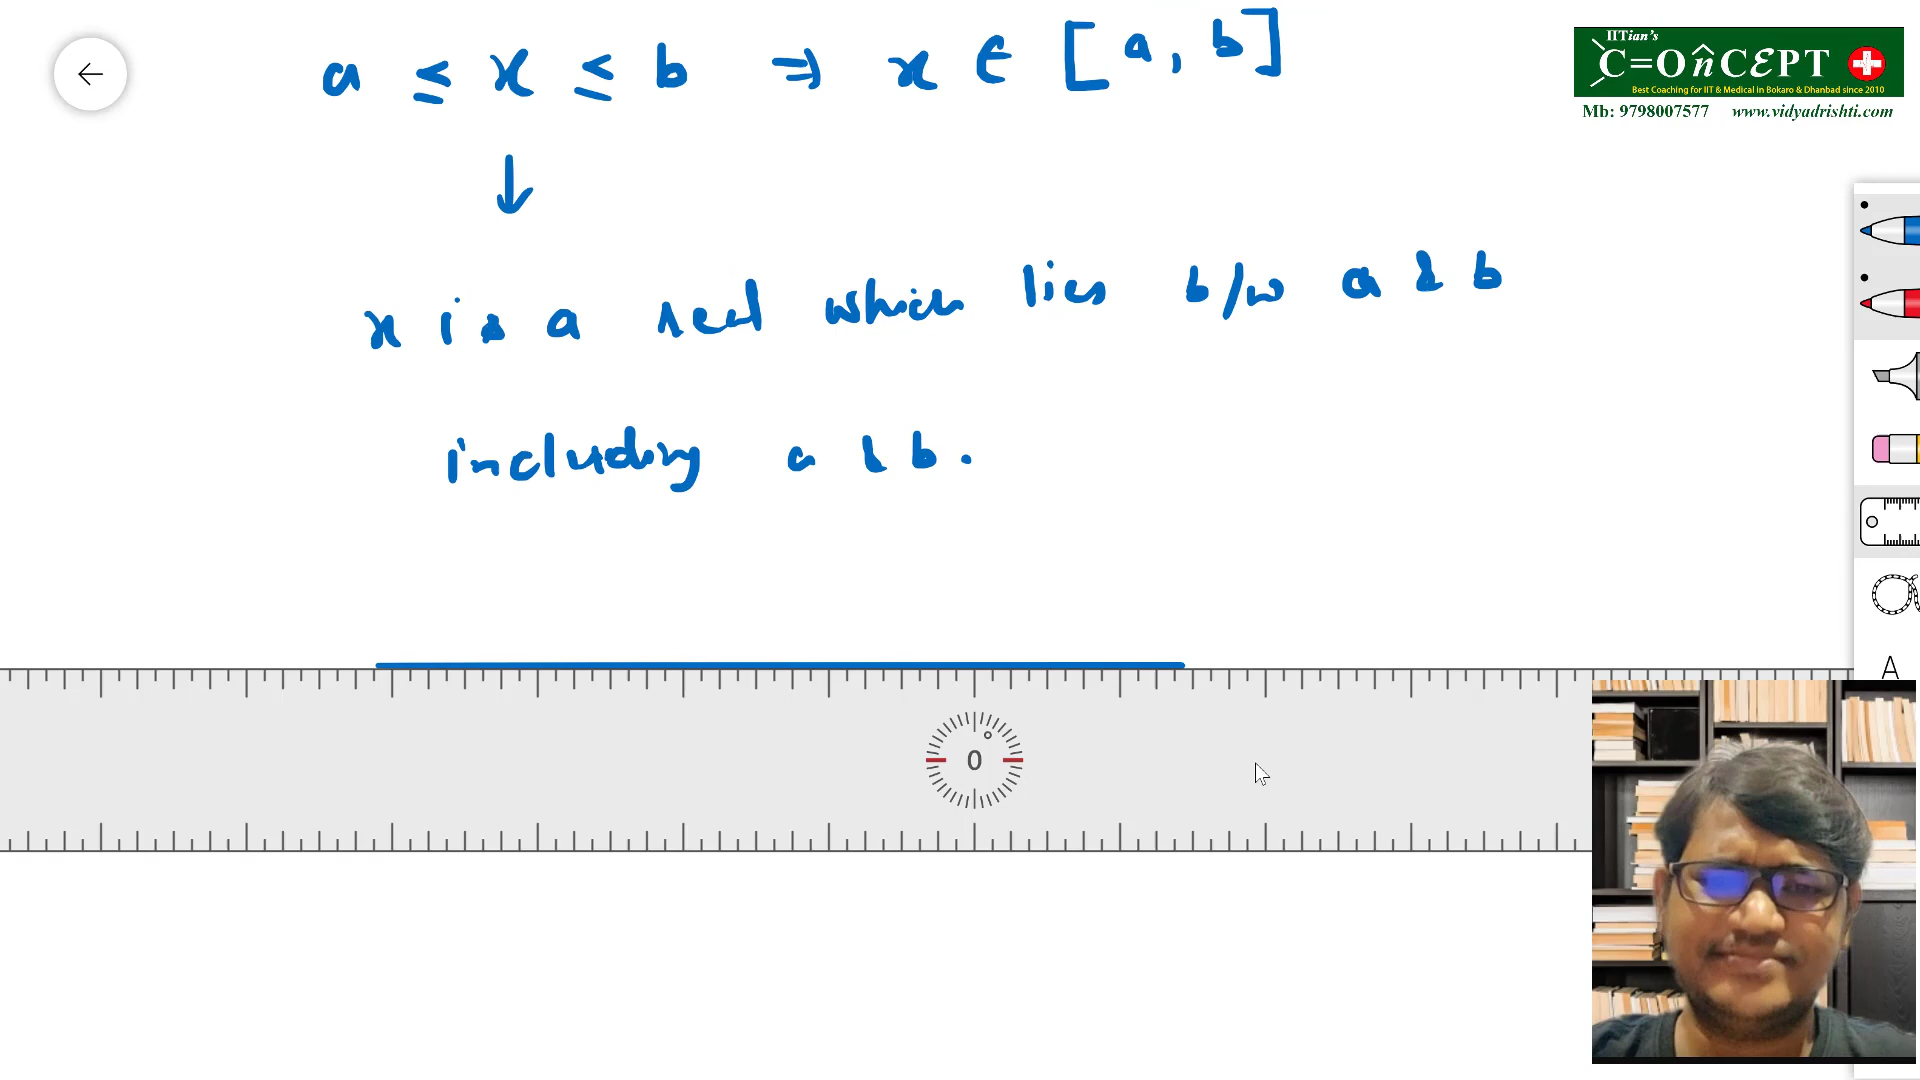 a ≤ x ≤ b ⇒ x ∈ [a, b]
↓
x is a real which lies b/w a & b
including a & b.
IITian's
C=OnCEPT
Best Coaching for IIT & Medical in Bokaro & Dhanbad since 2010
Mb: 9798007577 www.vidyadrishti.com
0°
A